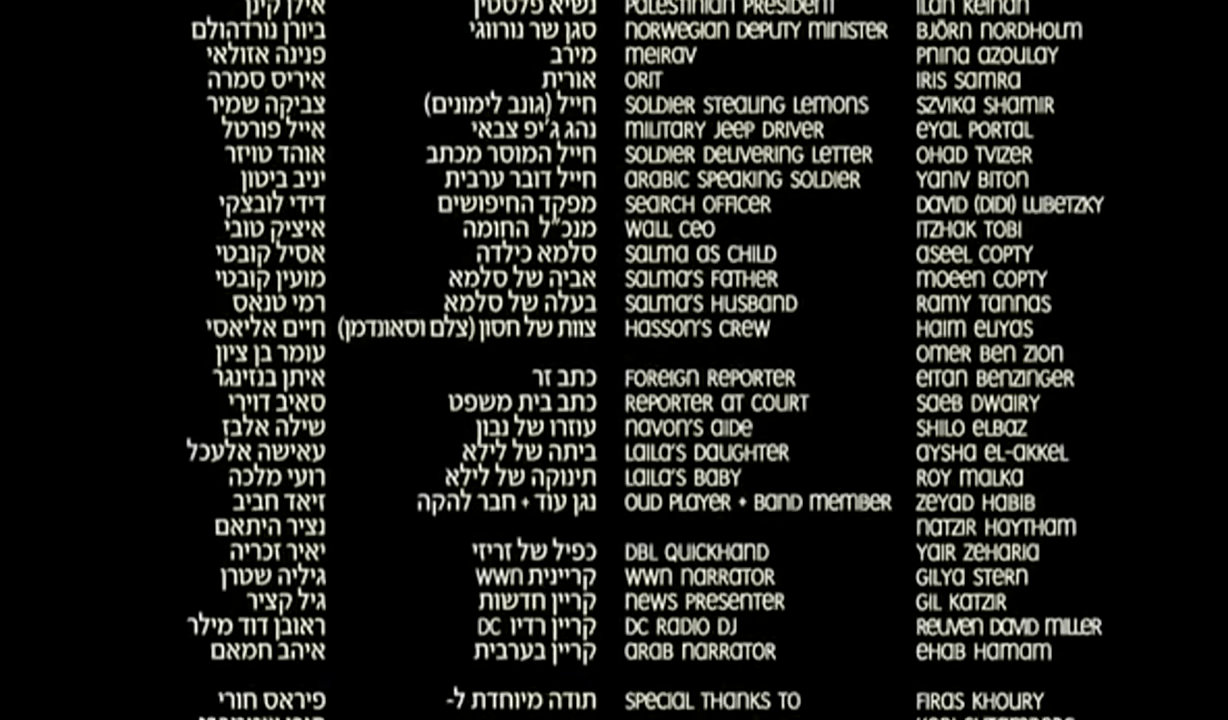 אילן קינן נשיא פלסטין PALESTINIAN PRESIDENT ILAN KEINAN
ביורן נורדהולם סגן שר נורווגי NORWEGIAN DEPUTY MINISTER BJÖRN NORDHOLM
פנינה אזולאי מירב MEIRAV PNINA AZOULAY
איריס סמרה אורית ORIT IRIS SAMRA
צביקה שמיר חייל (גונב לימונים) SOLDIER STEALING LEMONS SZVIKA SHAMIR
אייל פורטל נהג ג'יפ צבאי MILITARY JEEP DRIVER EYAL PORTAL
אוהד טויזר חייל המוסר מכתב SOLDIER DELIVERING LETTER OHAD TVIZER
יניב ביטון חייל דובר ערבית ARABIC SPEAKING SOLDIER YANIV BITON
דידי לובצקי מפקד החיפושים SEARCH OFFICER DAVID (DIDI) LUBETZKY
איציק טובי מנכ"ל החומה WALL CEO ITZHAK TOBI
אסיל קובטי סלמא כילדה SALMA AS CHILD ASEEL COPTY
מועין קובטי אביה של סלמא SALMA'S FATHER MOEEN COPTY
רמי טנאס בעלה של סלמא SALMA'S HUSBAND RAMY TANNAS
חיים אליאסי צוות של חסון (צלם וסאונדמן) HASSON'S CREW HAIM ELIYAS
עומר בן ציון OMER BEN ZION
איתן בנזינגר כתב זר FOREIGN REPORTER EITAN BENZINGER
סאיב דוירי כתב בית משפט REPORTER AT COURT SAEB DWAIRY
שילה אלבז עוזרו של נבון NAVON'S AIDE SHILO ELBAZ
עאישה אלעכל ביתה של לילא LAILA'S DAUGHTER AYSHA EL-AKKEL
רועי מלכה תינוקה של לילא LAILA'S BABY ROY MALKA
זיאד חביב נגן עוד + חבר להקה OUD PLAYER + BAND MEMBER ZEYAD HABIB
נציר היתאם NATZIR HAYTHAM
יאיר זכריה כפיל של זריזי DBL QUICKHAND YAIR ZEHARIA
גיליה שטרן קריינית WWN WWN NARRATOR GILYA STERN
גיל קציר קריין חדשות NEWS PRESENTER GIL KATZIR
ראובן דוד מילר קריין רדיו DC DC RADIO DJ REUVEN DAVID MILLER
איהב חמאם קריין בערבית ARAB NARRATOR EHAB HAMAM
פיראס חורי תודה מיוחדת ל- SPECIAL THANKS TO FIRAS KHOURY